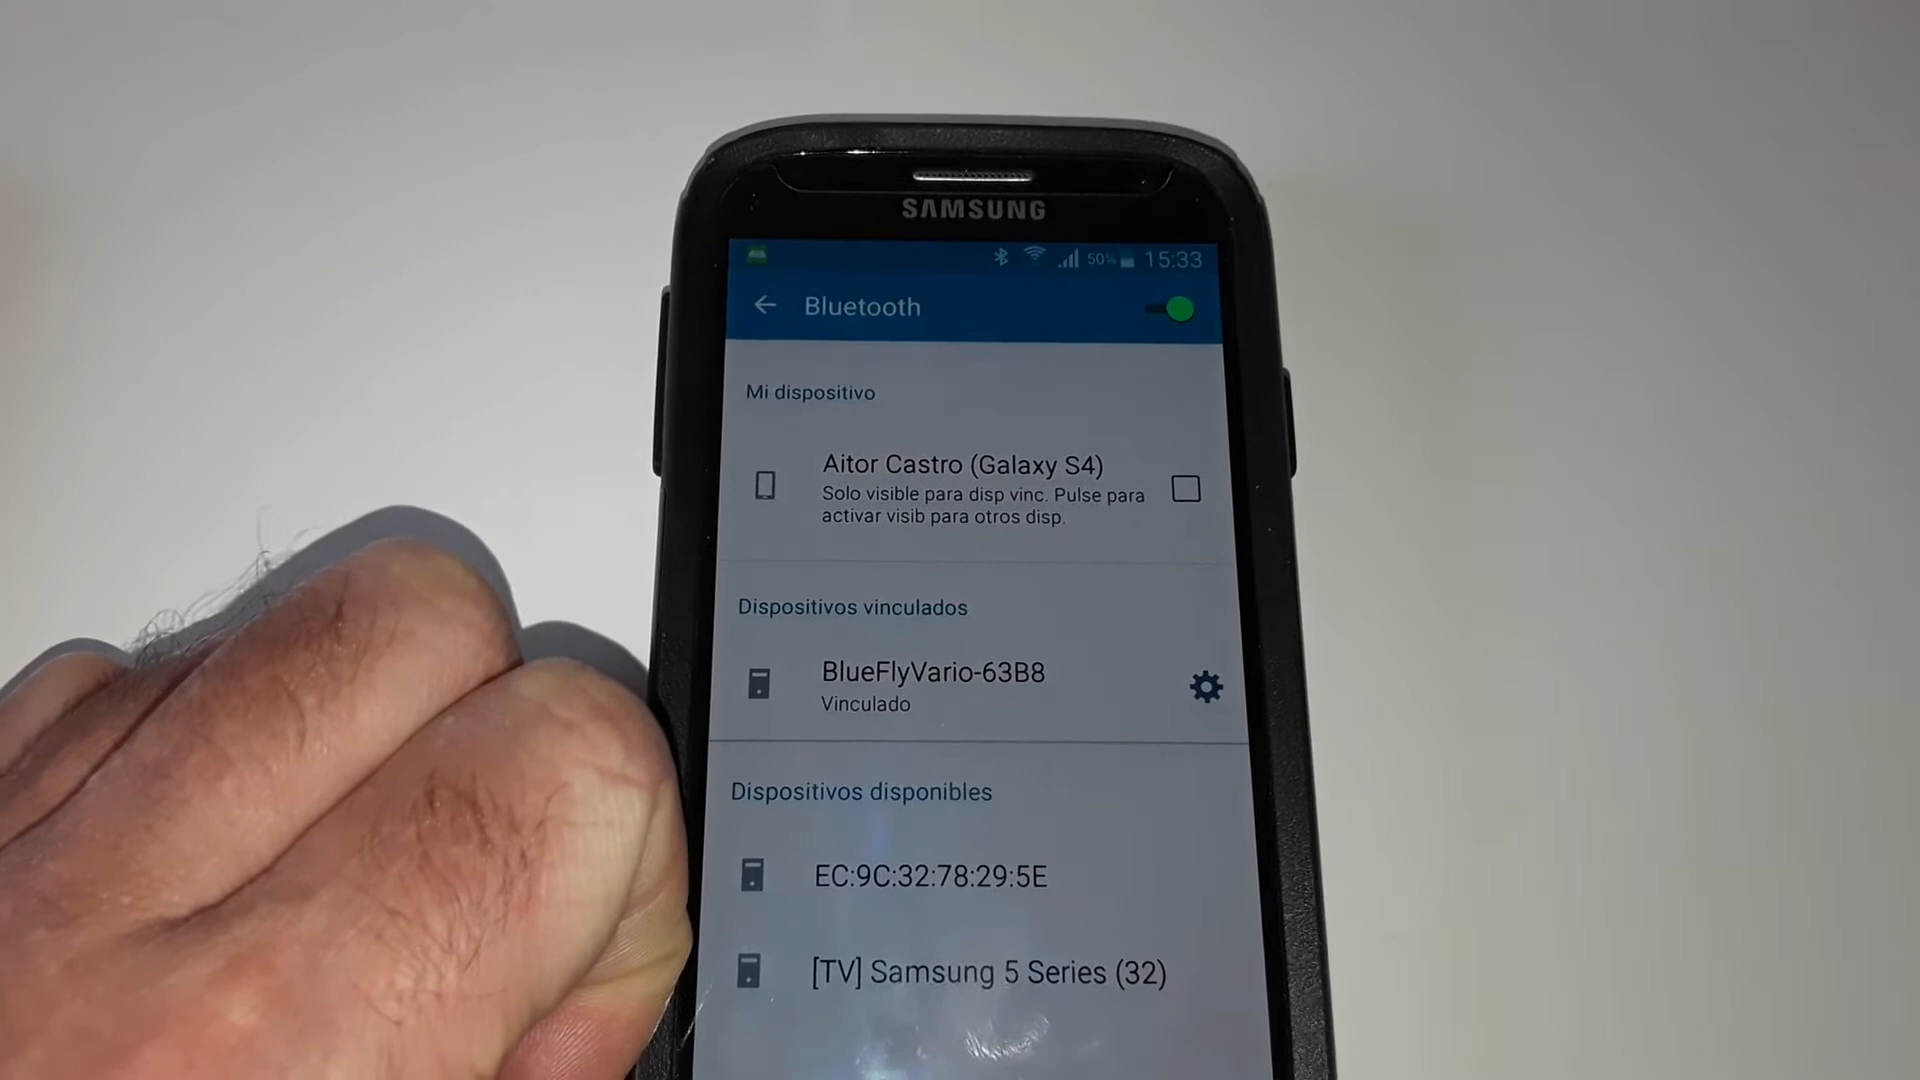 SAMSUNG
50% 15:33
Bluetooth
Mi dispositivo
Aitor Castro (Galaxy S4)
Solo visible para disp vinc. Pulse para
activar visib para otros disp.
Dispositivos vinculados
BlueFlyVario-63B8
Vinculado
Dispositivos disponibles
EC:9C:32:78:29:5E
[TV] Samsung 5 Series (32)